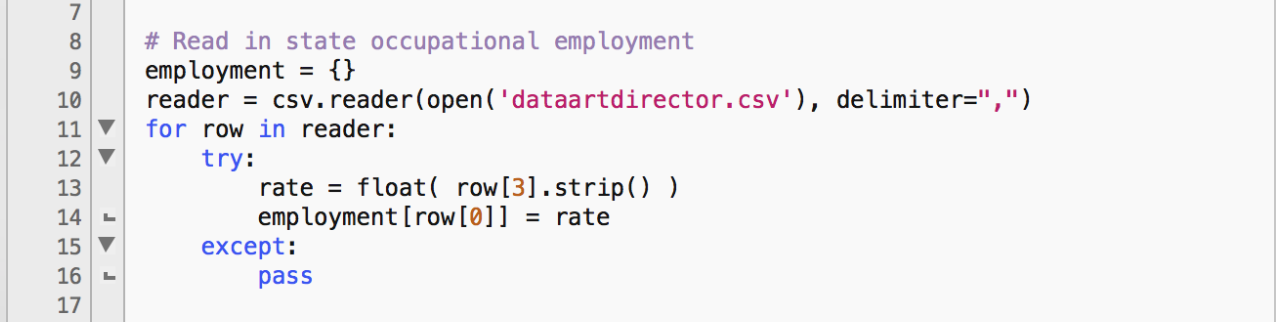 7
8 # Read in state occupational employment
9 employment = {}
10 reader = csv.reader(open('dataartdirector.csv'), delimiter=",")
11 for row in reader:
12     try:
13         rate = float( row[3].strip() )
14         employment[row[0]] = rate
15     except:
16         pass
17